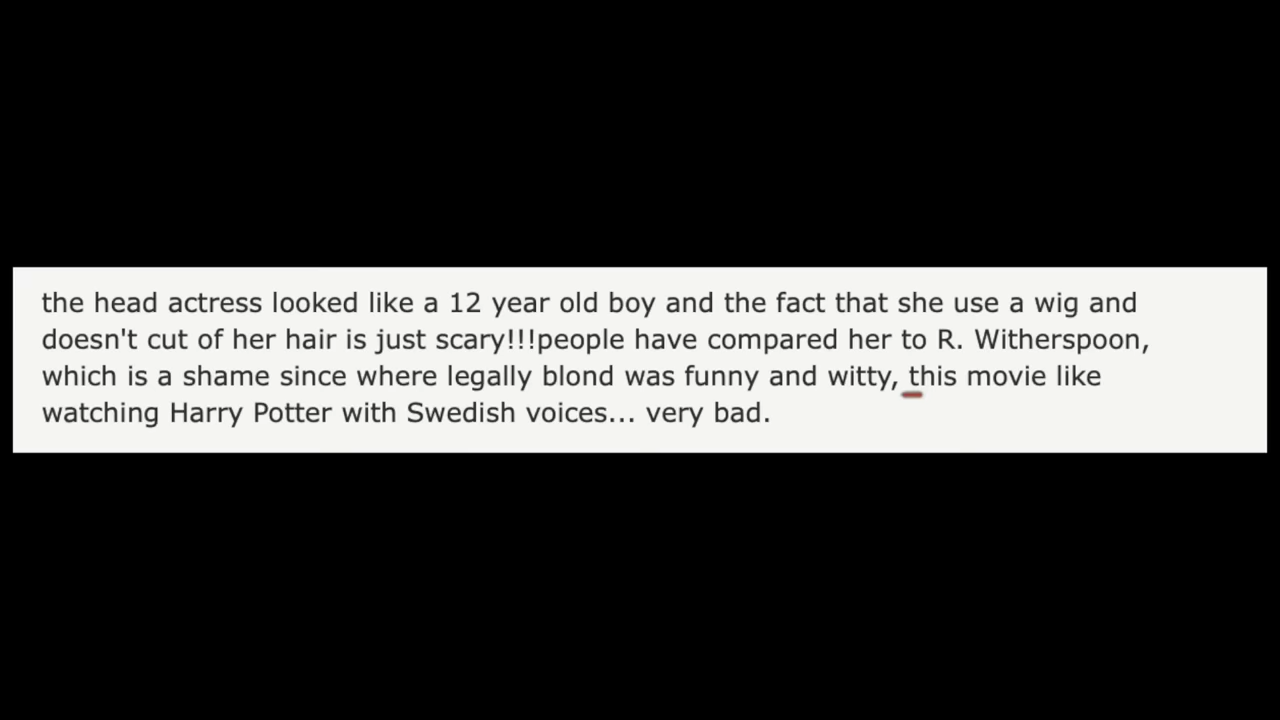 the head actress looked like a 12 year old boy and the fact that she use a wig and
doesn't cut of her hair is just scary!!!people have compared her to R. Witherspoon,
which is a shame since where legally blond was funny and witty, this movie like
watching Harry Potter with Swedish voices... very bad.